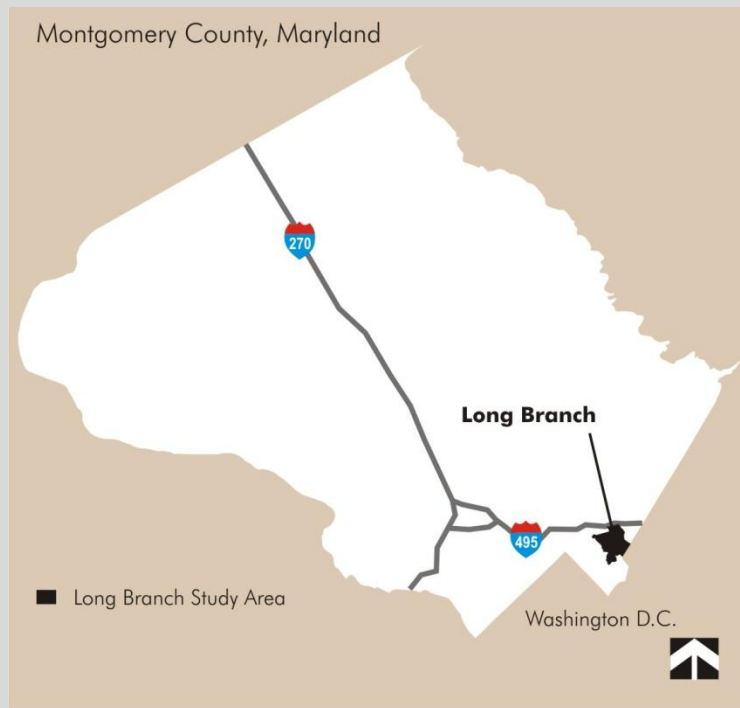 Montgomery County, Maryland
270
Long Branch
495
Long Branch Study Area
Washington D.C.